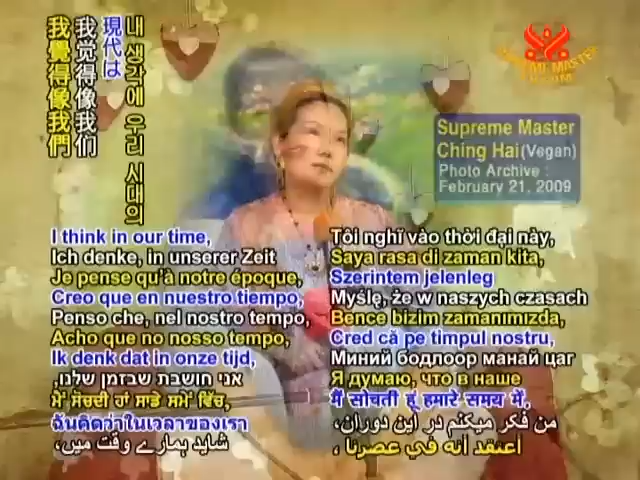 我覺得像我們
我觉得像我们
現代は
내 생각에 우리 시대의
SUPREME MASTER
Supreme Master
Ching Hai(Vegan)
Photo Archive :
February 21, 2009
I think in our time,
Ich denke, in unserer Zeit
Je pense qu'à notre époque,
Creo que en nuestro tiempo,
Penso che, nel nostro tempo,
Acho que no nosso tempo,
Ik denk dat in onze tijd,
אני חושבת שבזמן שלנו,
ਮੈਂ ਸੋਚਦੀ ਹਾਂ ਸਾਡੇ ਸਮੇਂ ਵਿੱਚ,
ฉันคิดว่าในเวลาของเรา
شاید ہمارے وقت میں،
Tôi nghĩ vào thời đại này,
Saya rasa di zaman kita,
Szerintem jelenleg
Myślę, że w naszych czasach
Bence bizim zamanımızda,
Cred că pe timpul nostru,
Миний бодлоор манай цаг
Я думаю, что в наше
मैं सोचती हूं हमारे समय में,
من فکر میکنم در این دوران،
أعتقد أنه في عصرنا ،